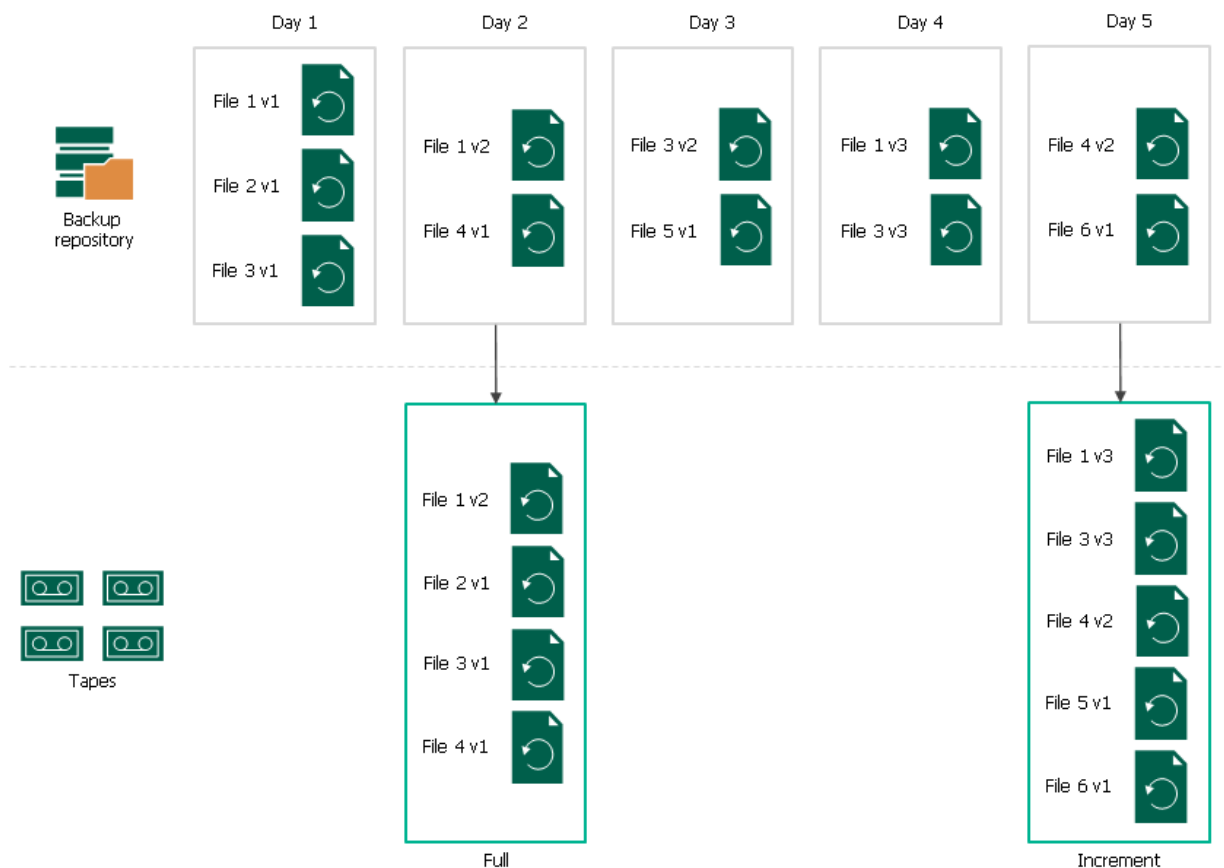 Day 1
Day 2
Day 3
Day 4
Day 5
File 1 v1
File 2 v1
File 3 v1
File 1 v2
File 4 v1
File 3 v2
File 5 v1
File 1 v3
File 3 v3
File 4 v2
File 6 v1
Backup
repository
File 1 v2
File 2 v1
File 3 v1
File 4 v1
Full
File 1 v3
File 3 v3
File 4 v2
File 5 v1
File 6 v1
Increment
Tapes